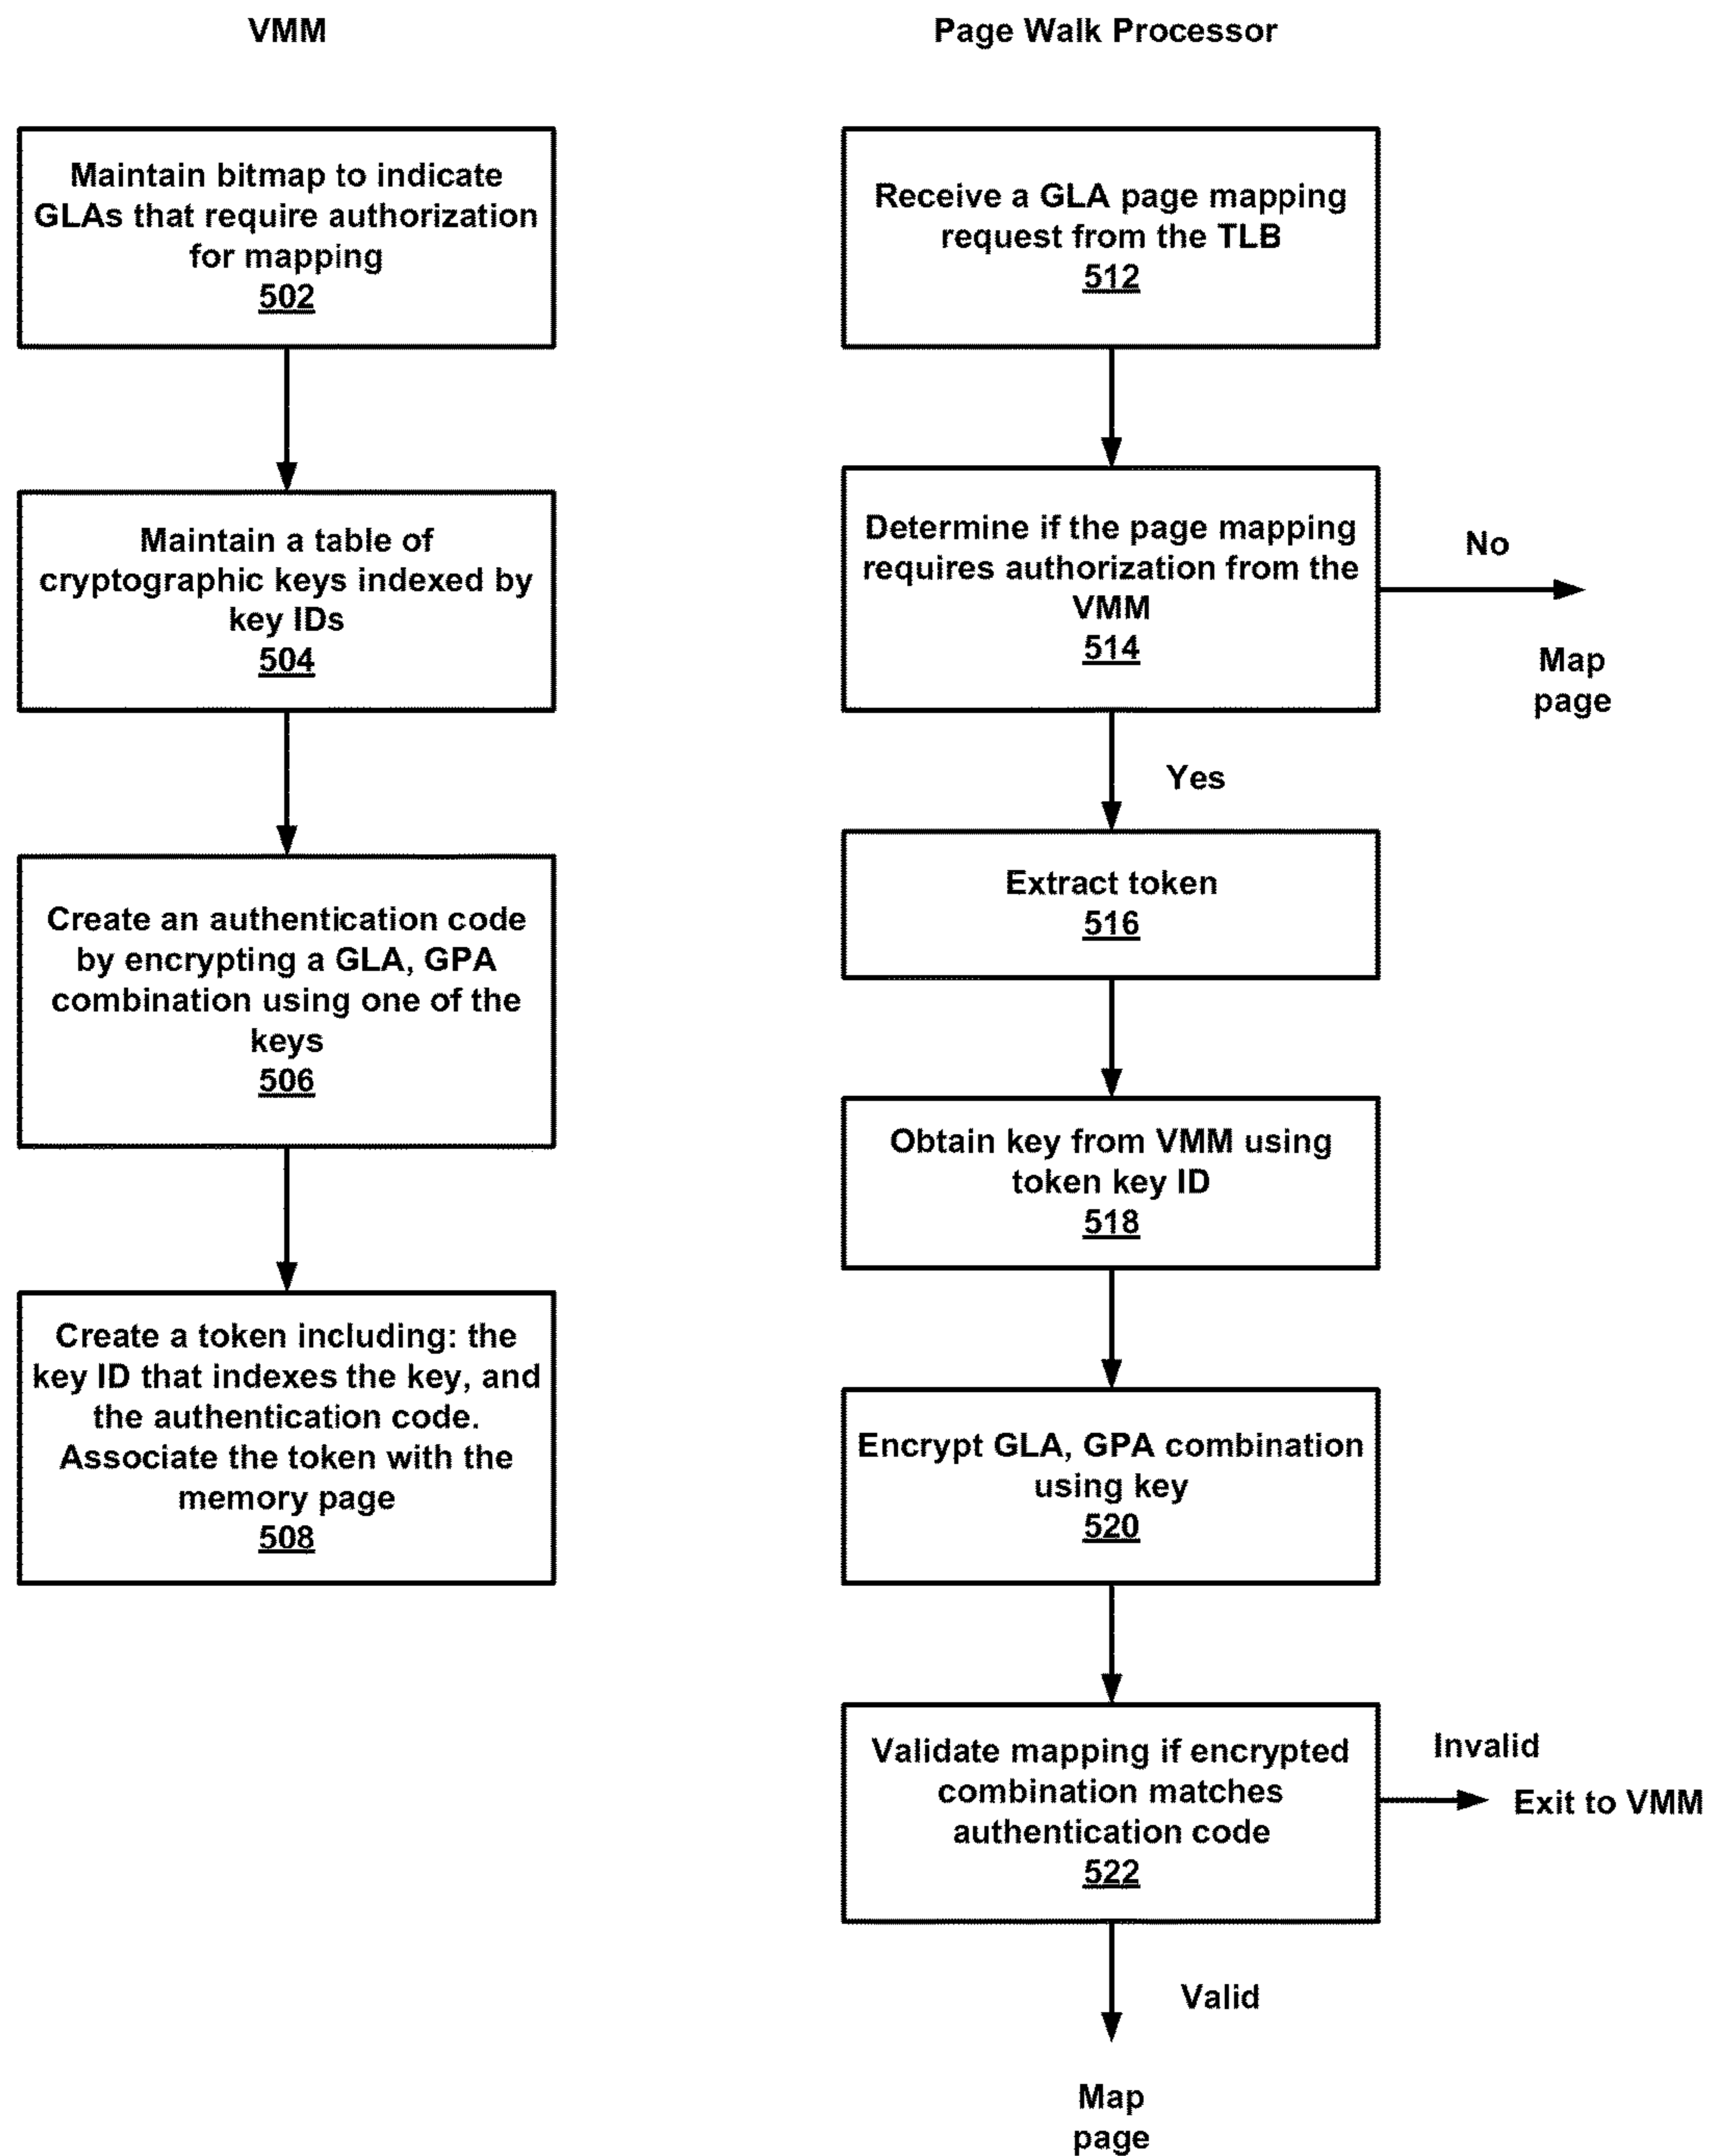 VMM
Maintain bitmap to indicate
GLAs that require authorization
for mapping
502
Maintain a table of
cryptographic keys indexed by
key IDs
504
Create an authentication code
by encrypting a GLA, GPA
combination using one of the
keys
506
Create a token including: the
key ID that indexes the key, and
the authentication code.
Associate the token with the
memory page
508
Page Walk Processor
Receive a GLA page mapping
request from the TLB
512
Determine if the page mapping
requires authorization from the
VMM
514
No
Map
page
Yes
Extract token
516
Obtain key from VMM using
token key ID
518
Encrypt GLA, GPA combination
using key
520
Validate mapping if encrypted
combination matches
authentication code
522
Invalid
Exit to VMM
Valid
Map
page